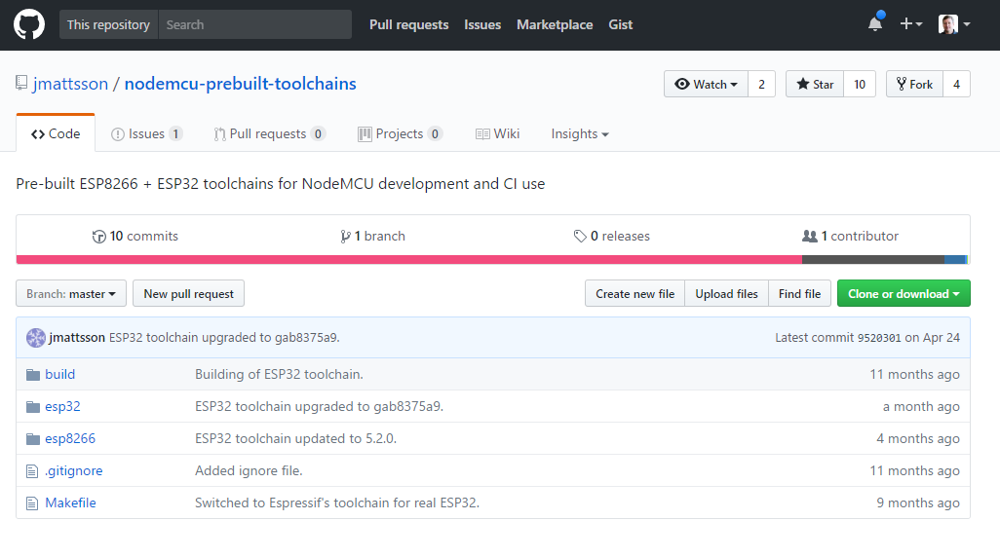 This repository Search Pull requests Issues Marketplace Gist
jmattsson / nodemcu-prebuilt-toolchains Watch 2 Star 10 Fork 4
Code Issues 1 Pull requests 0 Projects 0 Wiki Insights
Pre-built ESP8266 + ESP32 toolchains for NodeMCU development and CI use
10 commits 1 branch 0 releases 1 contributor
Branch: master New pull request Create new file Upload files Find file Clone or download
jmattsson ESP32 toolchain upgraded to gab8375a9. Latest commit 9520301 on Apr 24
build Building of ESP32 toolchain. 11 months ago
esp32 ESP32 toolchain upgraded to gab8375a9. a month ago
esp8266 ESP32 toolchain updated to 5.2.0. 4 months ago
.gitignore Added ignore file. 11 months ago
Makefile Switched to Espressif's toolchain for real ESP32. 9 months ago